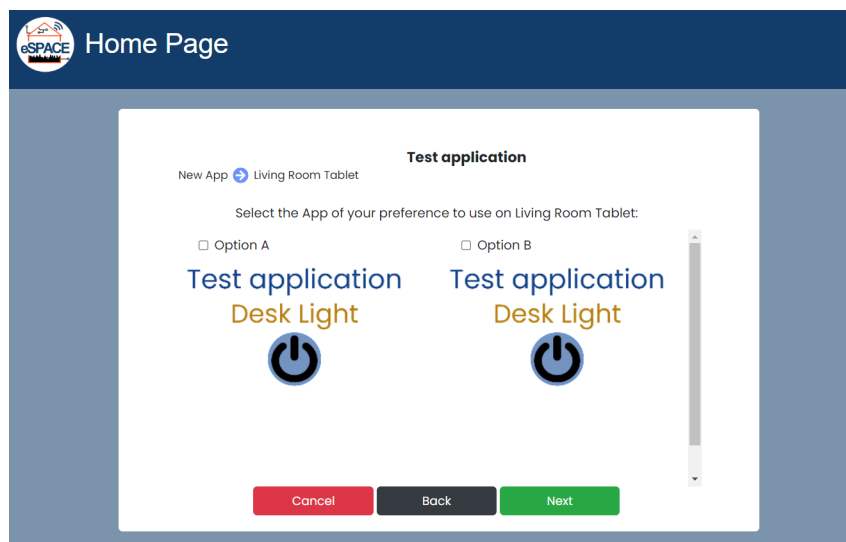 eSPACE Home Page
Test application
New App Living Room Tablet
Select the App of your preference to use on Living Room Tablet:
Option A Option B
Test application Test application
Desk Light Desk Light
Cancel Back Next